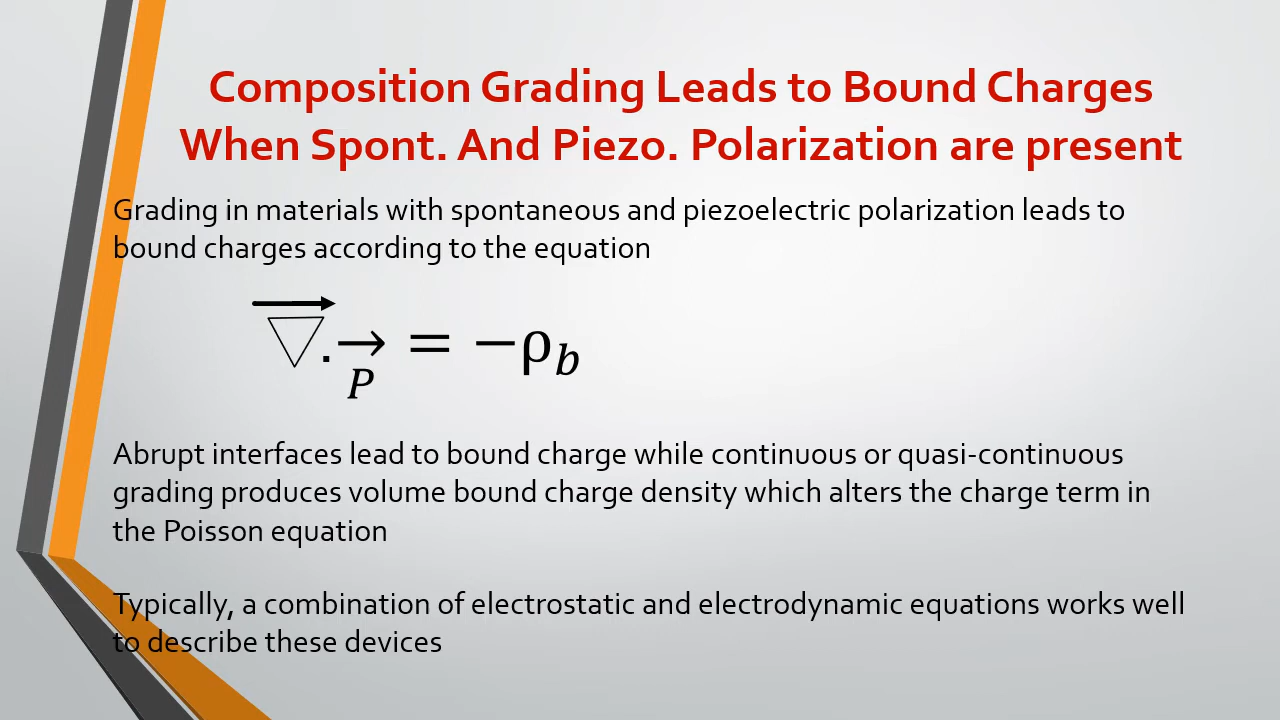 Composition Grading Leads to Bound Charges
When Spont. And Piezo. Polarization are present
Grading in materials with spontaneous and piezoelectric polarization leads to
bound charges according to the equation
▽⃗.→ = −ρ_b
P
Abrupt interfaces lead to bound charge while continuous or quasi-continuous
grading produces volume bound charge density which alters the charge term in
the Poisson equation
Typically, a combination of electrostatic and electrodynamic equations works well
to describe these devices